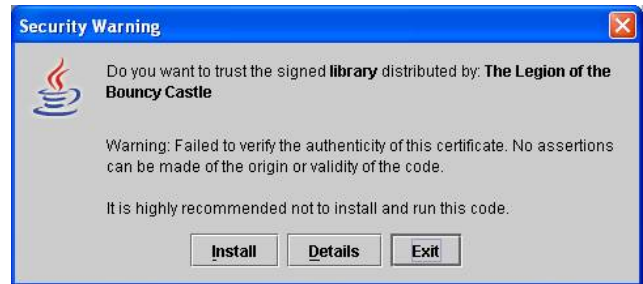 Security Warning
Do you want to trust the signed library distributed by: The Legion of the
Bouncy Castle
Warning: Failed to verify the authenticity of this certificate. No assertions
can be made of the origin or validity of the code.
It is highly recommended not to install and run this code.
Install Details Exit